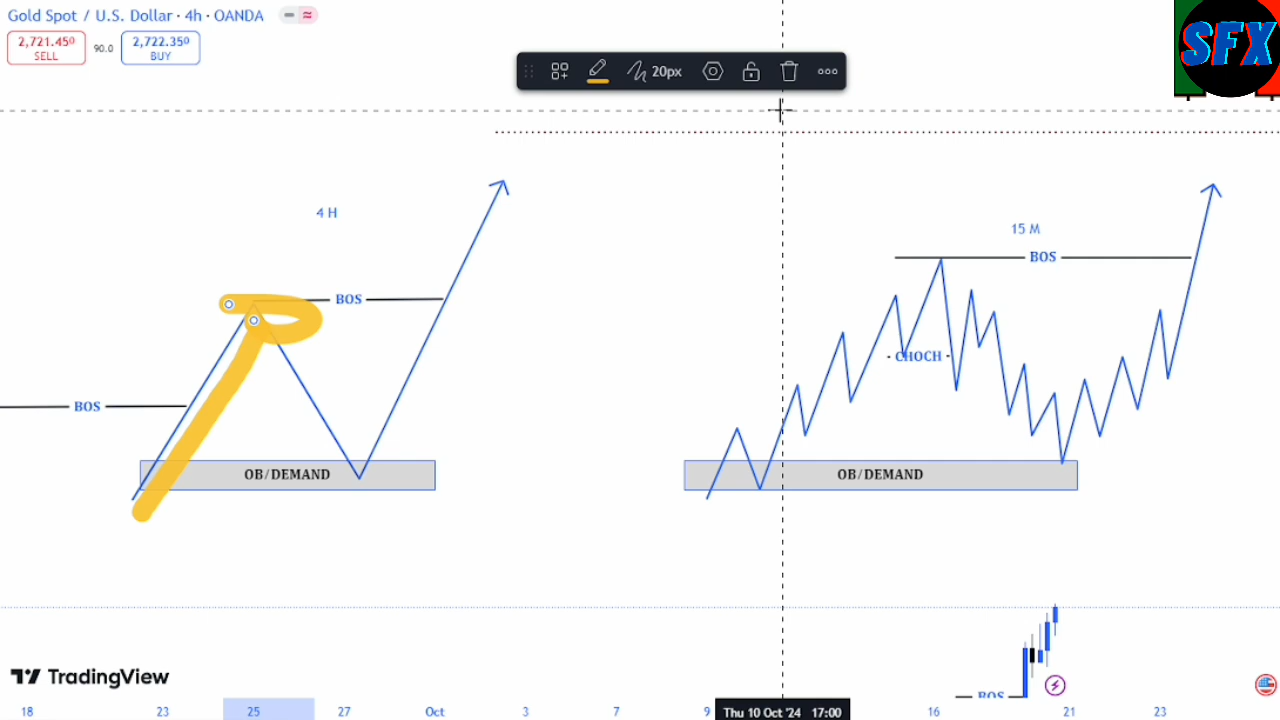 Gold Spot / U.S. Dollar · 4h · OANDA
2,721.450
SELL
90.0
2,722.350
BUY
20px
SFX
4 H
15 M
BOS
BOS
CHOCH
BOS
OB/DEMAND
OB/DEMAND
TradingView
BOS
18 23 25 27 Oct 3 7 9 Thu 10 Oct '24 17:00 16 21 23